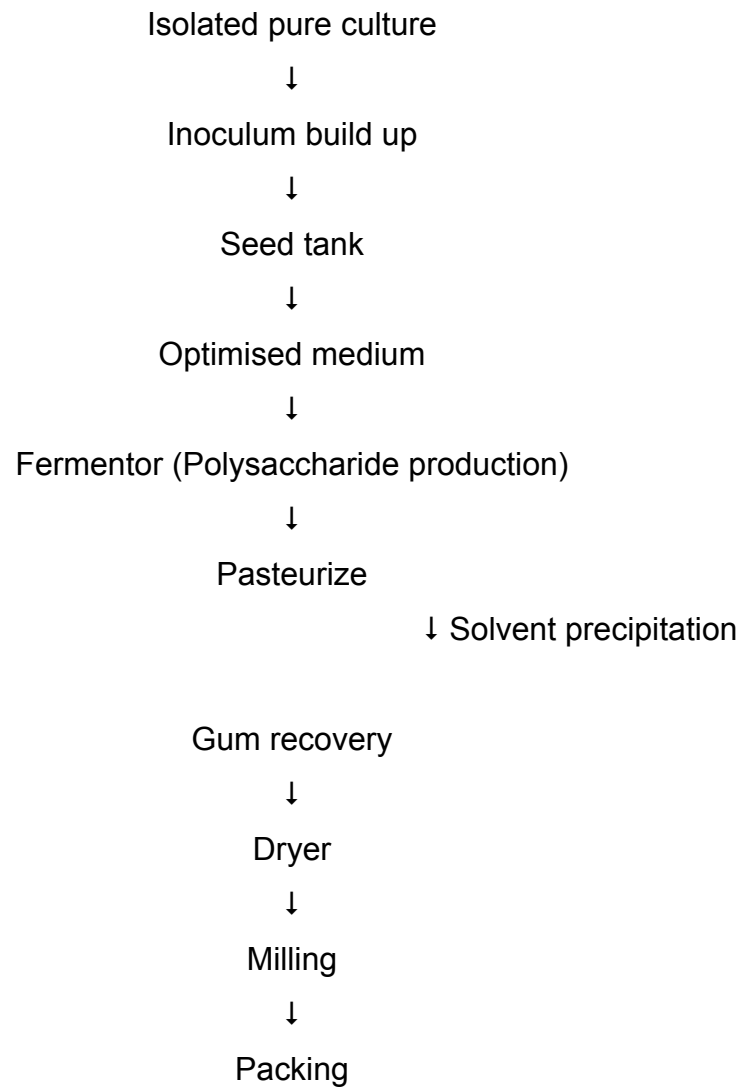 Isolated pure culture
↓
Inoculum build up
↓
Seed tank
↓
Optimised medium
↓
Fermentor (Polysaccharide production)
↓
Pasteurize
↓ Solvent precipitation
Gum recovery
↓
Dryer
↓
Milling
↓
Packing